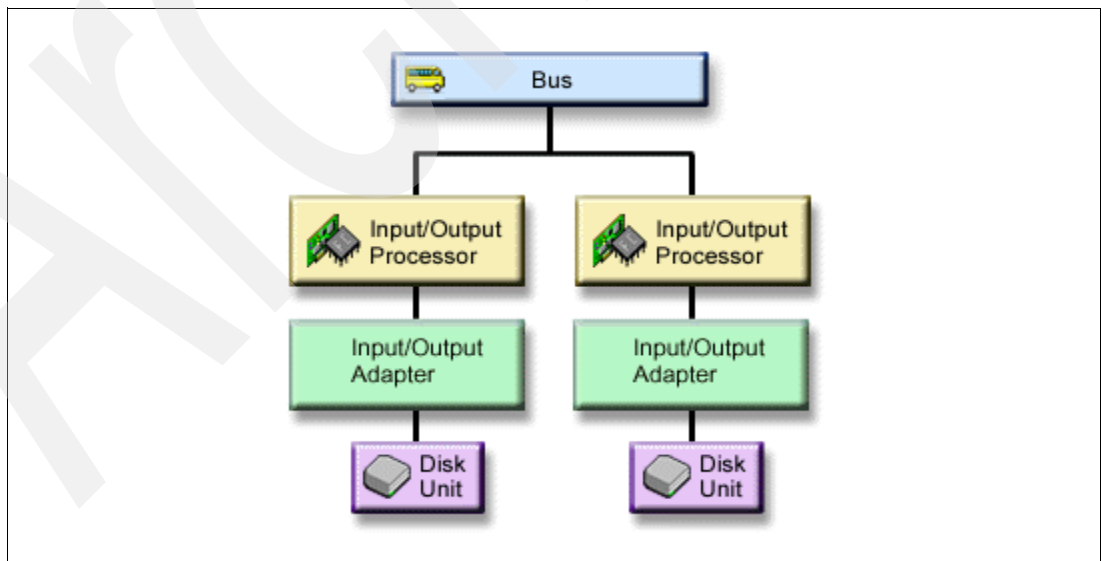 Bus
Input/Output
Processor
Input/Output
Processor
Input/Output
Adapter
Input/Output
Adapter
Disk
Unit
Disk
Unit